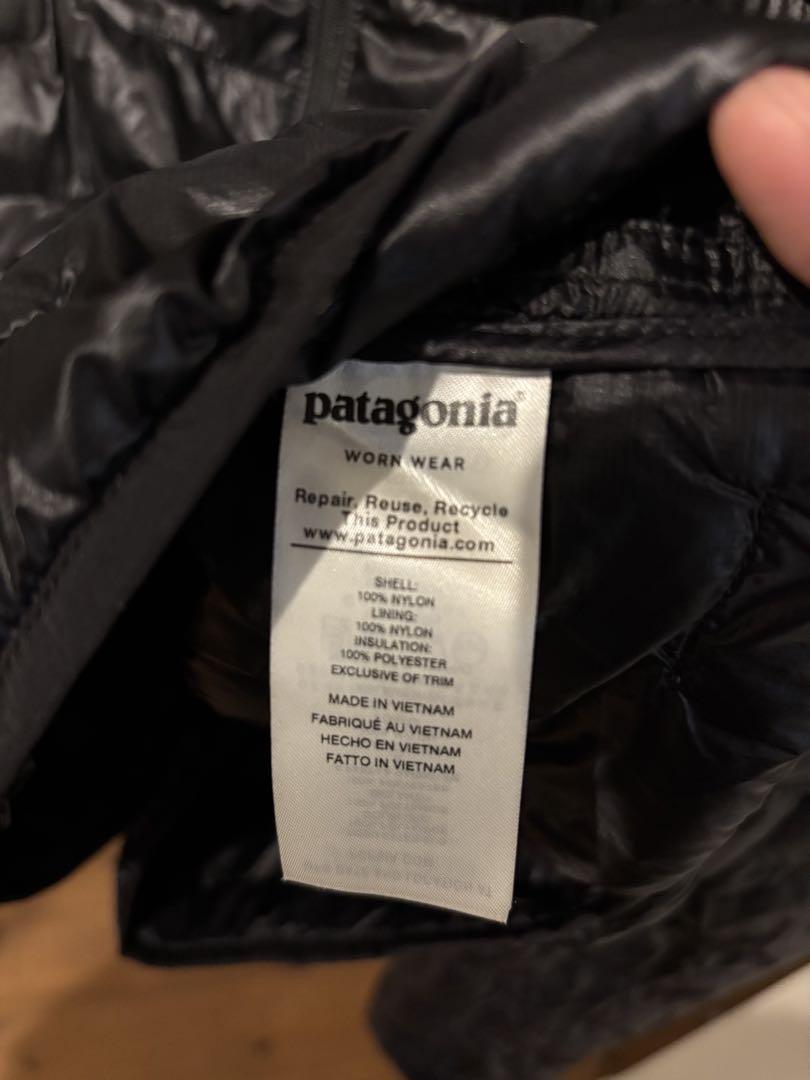 patagonia®
WORN WEAR
Repair, Reuse, Recycle
This Product
www.patagonia.com
SHELL:
100% NYLON
LINING:
100% NYLON
INSULATION:
100% POLYESTER
EXCLUSIVE OF TRIM
MADE IN VIETNAM
FABRIQUÉ AU VIETNAM
HECHO EN VIETNAM
FATTO IN VIETNAM